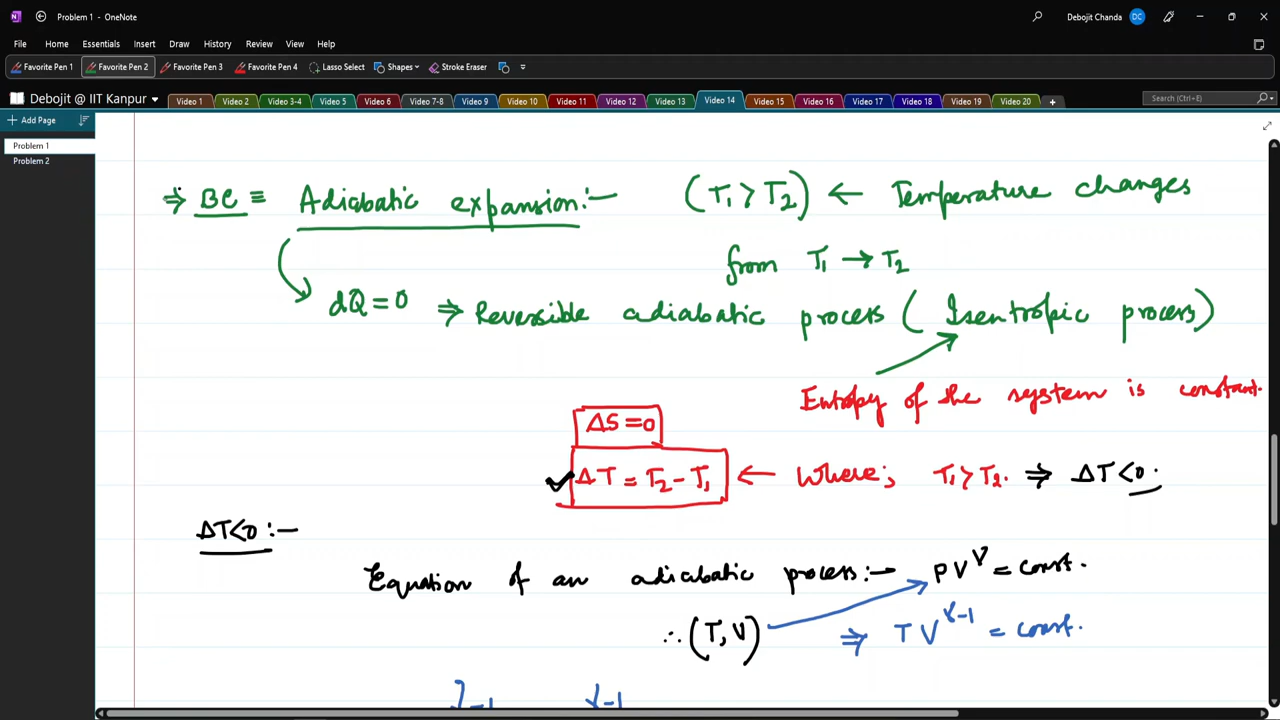 Problem 1 - OneNote
Debojit Chanda DC
File Home Essentials Insert Draw History Review View Help
Favorite Pen 1 Favorite Pen 2 Favorite Pen 3 Favorite Pen 4 Lasso Select Shapes Stroke Eraser
Debojit @ IIT Kanpur Video 1 Video 2 Video 3-4 Video 5 Video 6 Video 7-8 Video 9 Video 10 Video 11 Video 12 Video 13 Video 14 Video 15 Video 16 Video 17 Video 18 Video 19 Video 20 Search (Ctrl+E)
Add Page
Problem 1
Problem 2
⇒ BC ≡ Adiabatic expansion:- (T₁ > T₂) ← Temperature changes
from T₁ → T₂
dQ = 0 ⇒ Reversible adiabatic process (Isentropic process)
Entropy of the system is constant.
ΔS = 0
✓ ΔT = T₂ - T₁ ← Where; T₁ > T₂. ⇒ ΔT < 0.
ΔT < 0 :-
Equation of an adiabatic process:- PV^γ = const.
∴ (T, V) ⇒ TV^γ-1 = const.
γ-1 γ-1